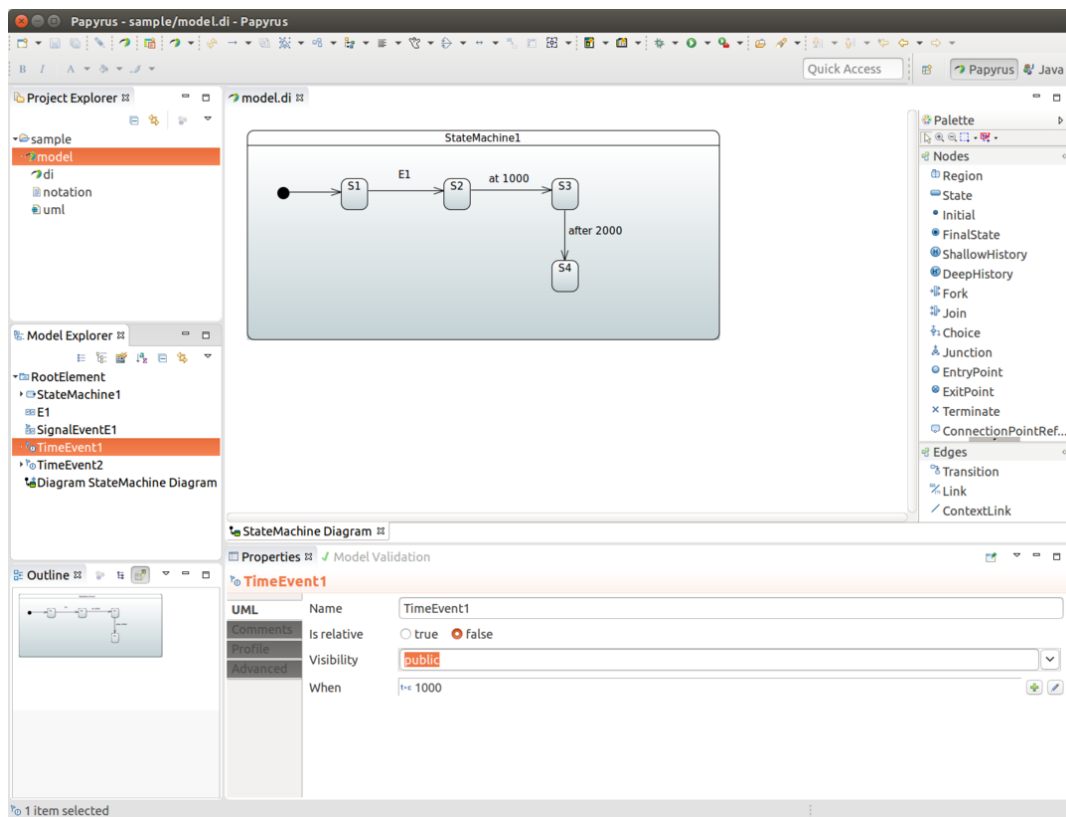 Papyrus - sample/model.di - Papyrus
B I A
Quick Access
Papyrus
Java
Project Explorer
sample
model
di
notation
uml
Model Explorer
RootElement
StateMachine1
E1
SignalEventE1
TimeEvent1
TimeEvent2
Diagram StateMachine Diagram
Outline
model.di
StateMachine1
S1
E1
S2
at 1000
S3
after 2000
S4
StateMachine Diagram
Palette
Nodes
Region
State
Initial
FinalState
ShallowHistory
DeepHistory
Fork
Join
Choice
Junction
EntryPoint
ExitPoint
Terminate
ConnectionPointRef...
Edges
Transition
Link
ContextLink
Properties
Model Validation
TimeEvent1
UML
Comments
Profile
Advanced
Name TimeEvent1
Is relative true false
Visibility public
When 1000
1 item selected